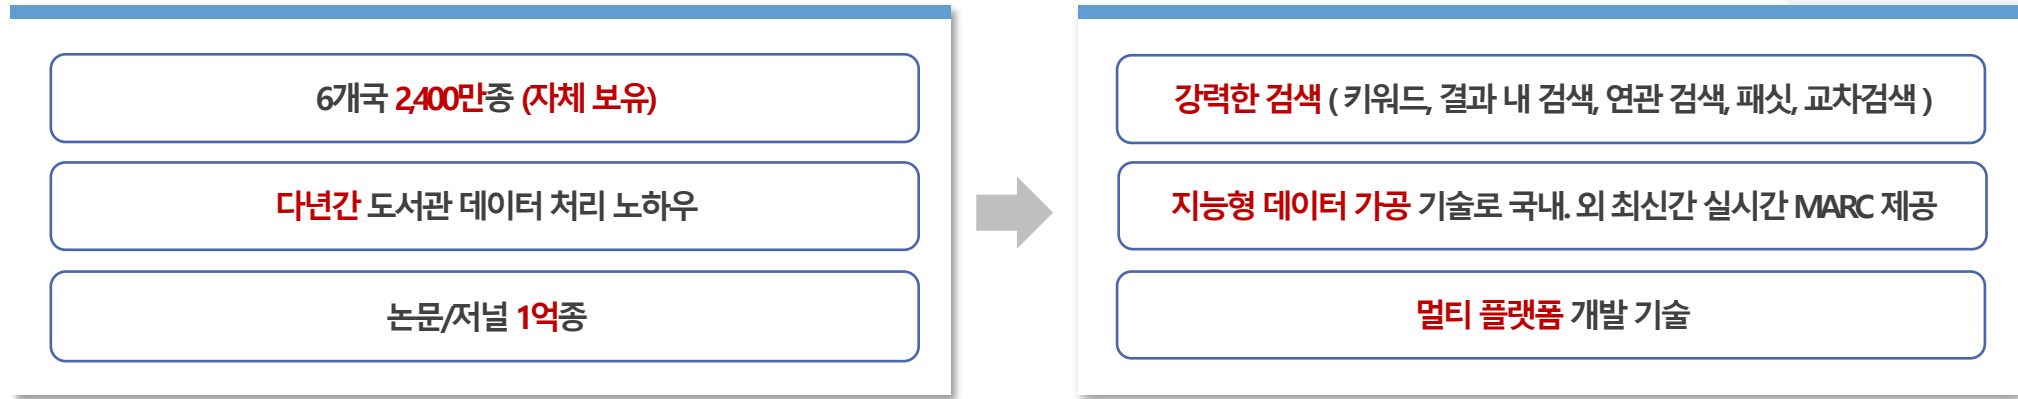 6개국 2,400만종 (자체 보유)
다년간 도서관 데이터 처리 노하우
논문/저널 1억종
강력한 검색 ( 키워드, 결과 내 검색, 연관 검색, 패싯, 교차검색 )
지능형 데이터 가공 기술로 국내. 외 최신간 실시간 MARC 제공
멀티 플랫폼 개발 기술